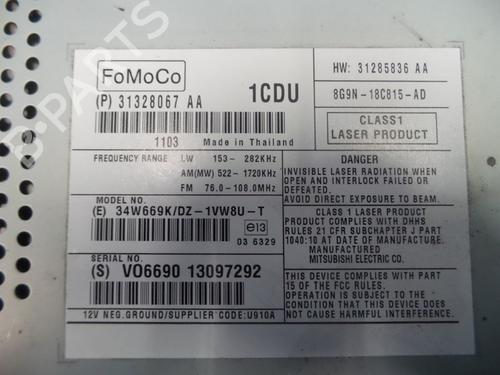 FoMoCo
(P) 31328067 AA
1CDU
1103 Made in Thailand
FREQUENCY RANGE LW 153- 282KHz
AM(MW) 522- 1720KHz
FM 76.0-108.0MHz
MODEL NO.
(E) 34W669K/DZ-1VW8U-T
e13
03 6329
SERIAL NO.
(S) VO6690 13097292
12V NEG.GROUND/SUPPLIER CODE:U910A
HW: 31285836 AA
8G9N-18C815-AD
CLASS1
LASER PRODUCT
DANGER
INVISIBLE LASER RADIATION WHEN
OPEN AND INTERLOCK FAILED OR
DEFEATED.
AVOID DIRECT EXPOSURE TO BEAM.
CLASS 1 LASER PRODUCT
PRODUCT COMPLIES WITH DHHS
RULES 21 CFR SUBCHAPTER J PART
1040:10 AT DATE OF MANUFACTURE.
MANUFACTURED
MITSUBISHI ELECTRIC CO.
THIS DEVICE COMPLIES WITH PART
15 OF THE FCC RULES.
OPERATION IS SUBJECT TO THE
CONDITION THAT THIS DEVICE DOES
NOT CAUSE HARMFUL INTERFERENCE.
B-Parts